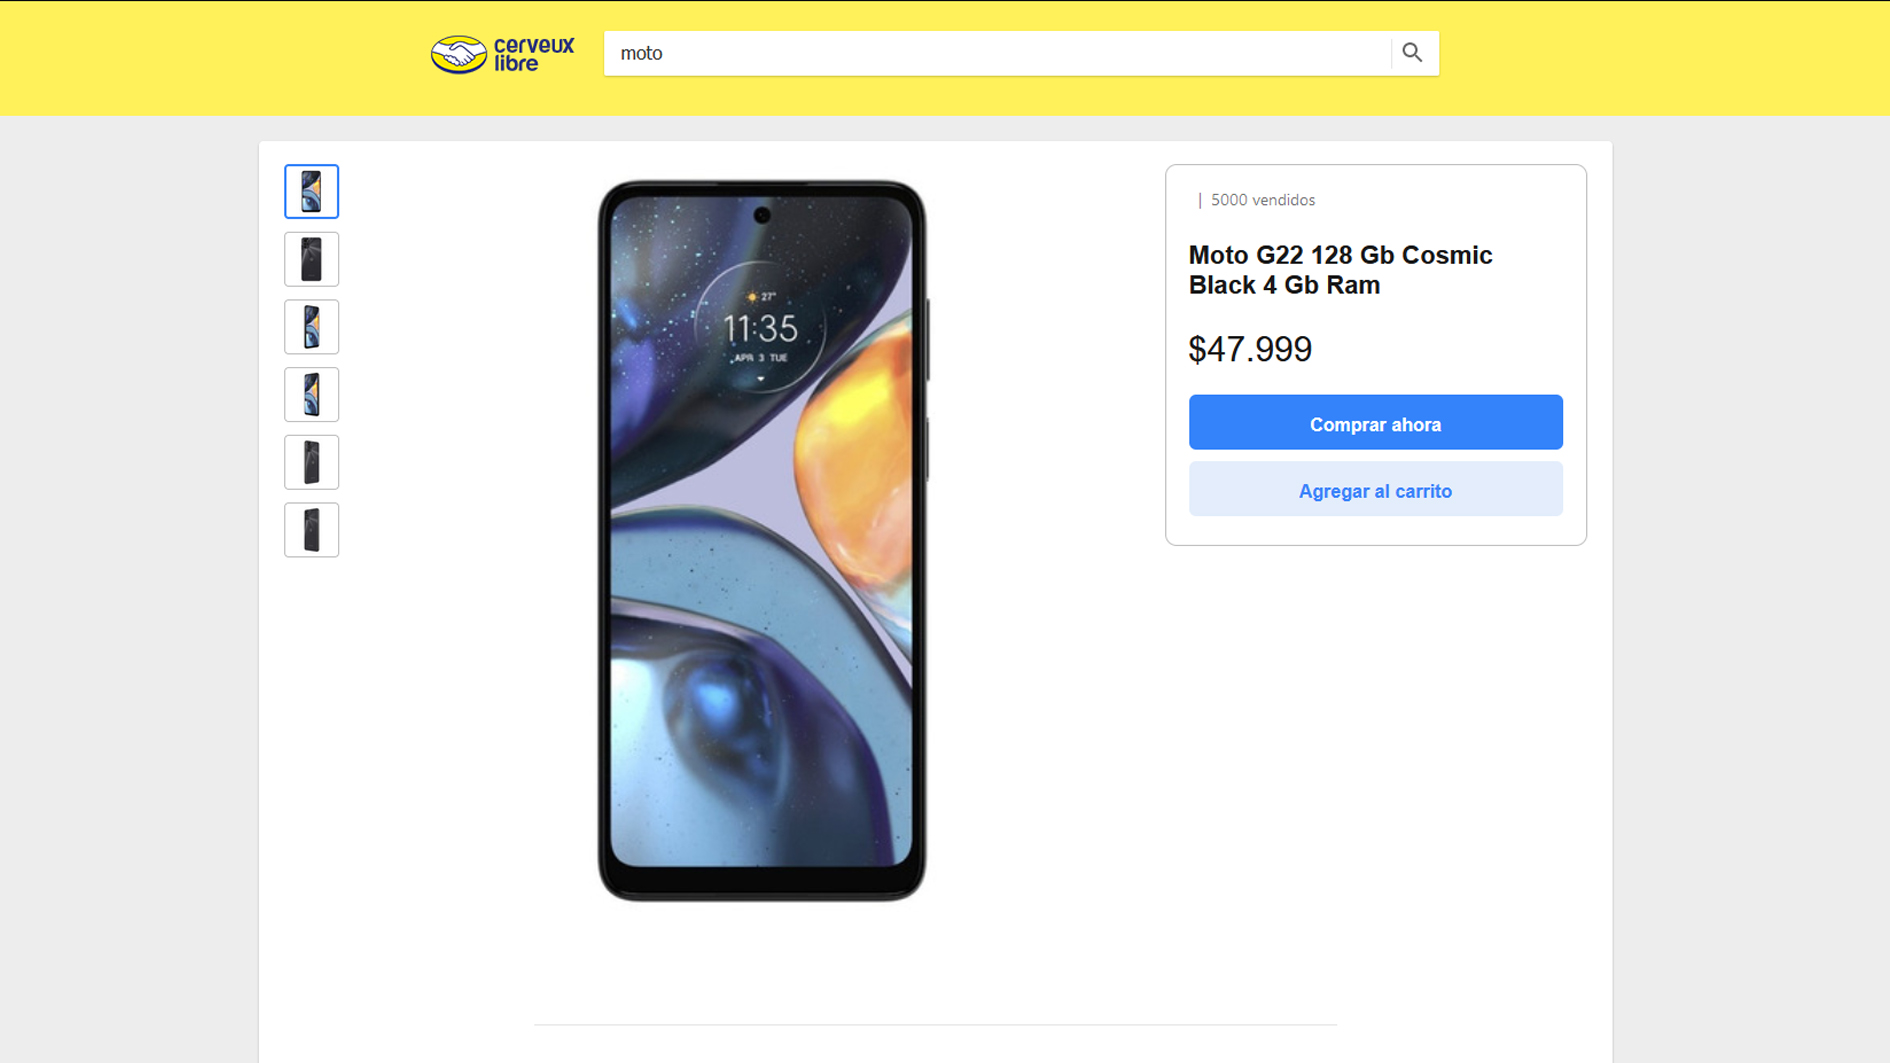 cerveux
libre
moto
| 5000 vendidos
Moto G22 128 Gb Cosmic
Black 4 Gb Ram
$47.999
Comprar ahora
Agregar al carrito
27°
11:35
APR 3 TUE